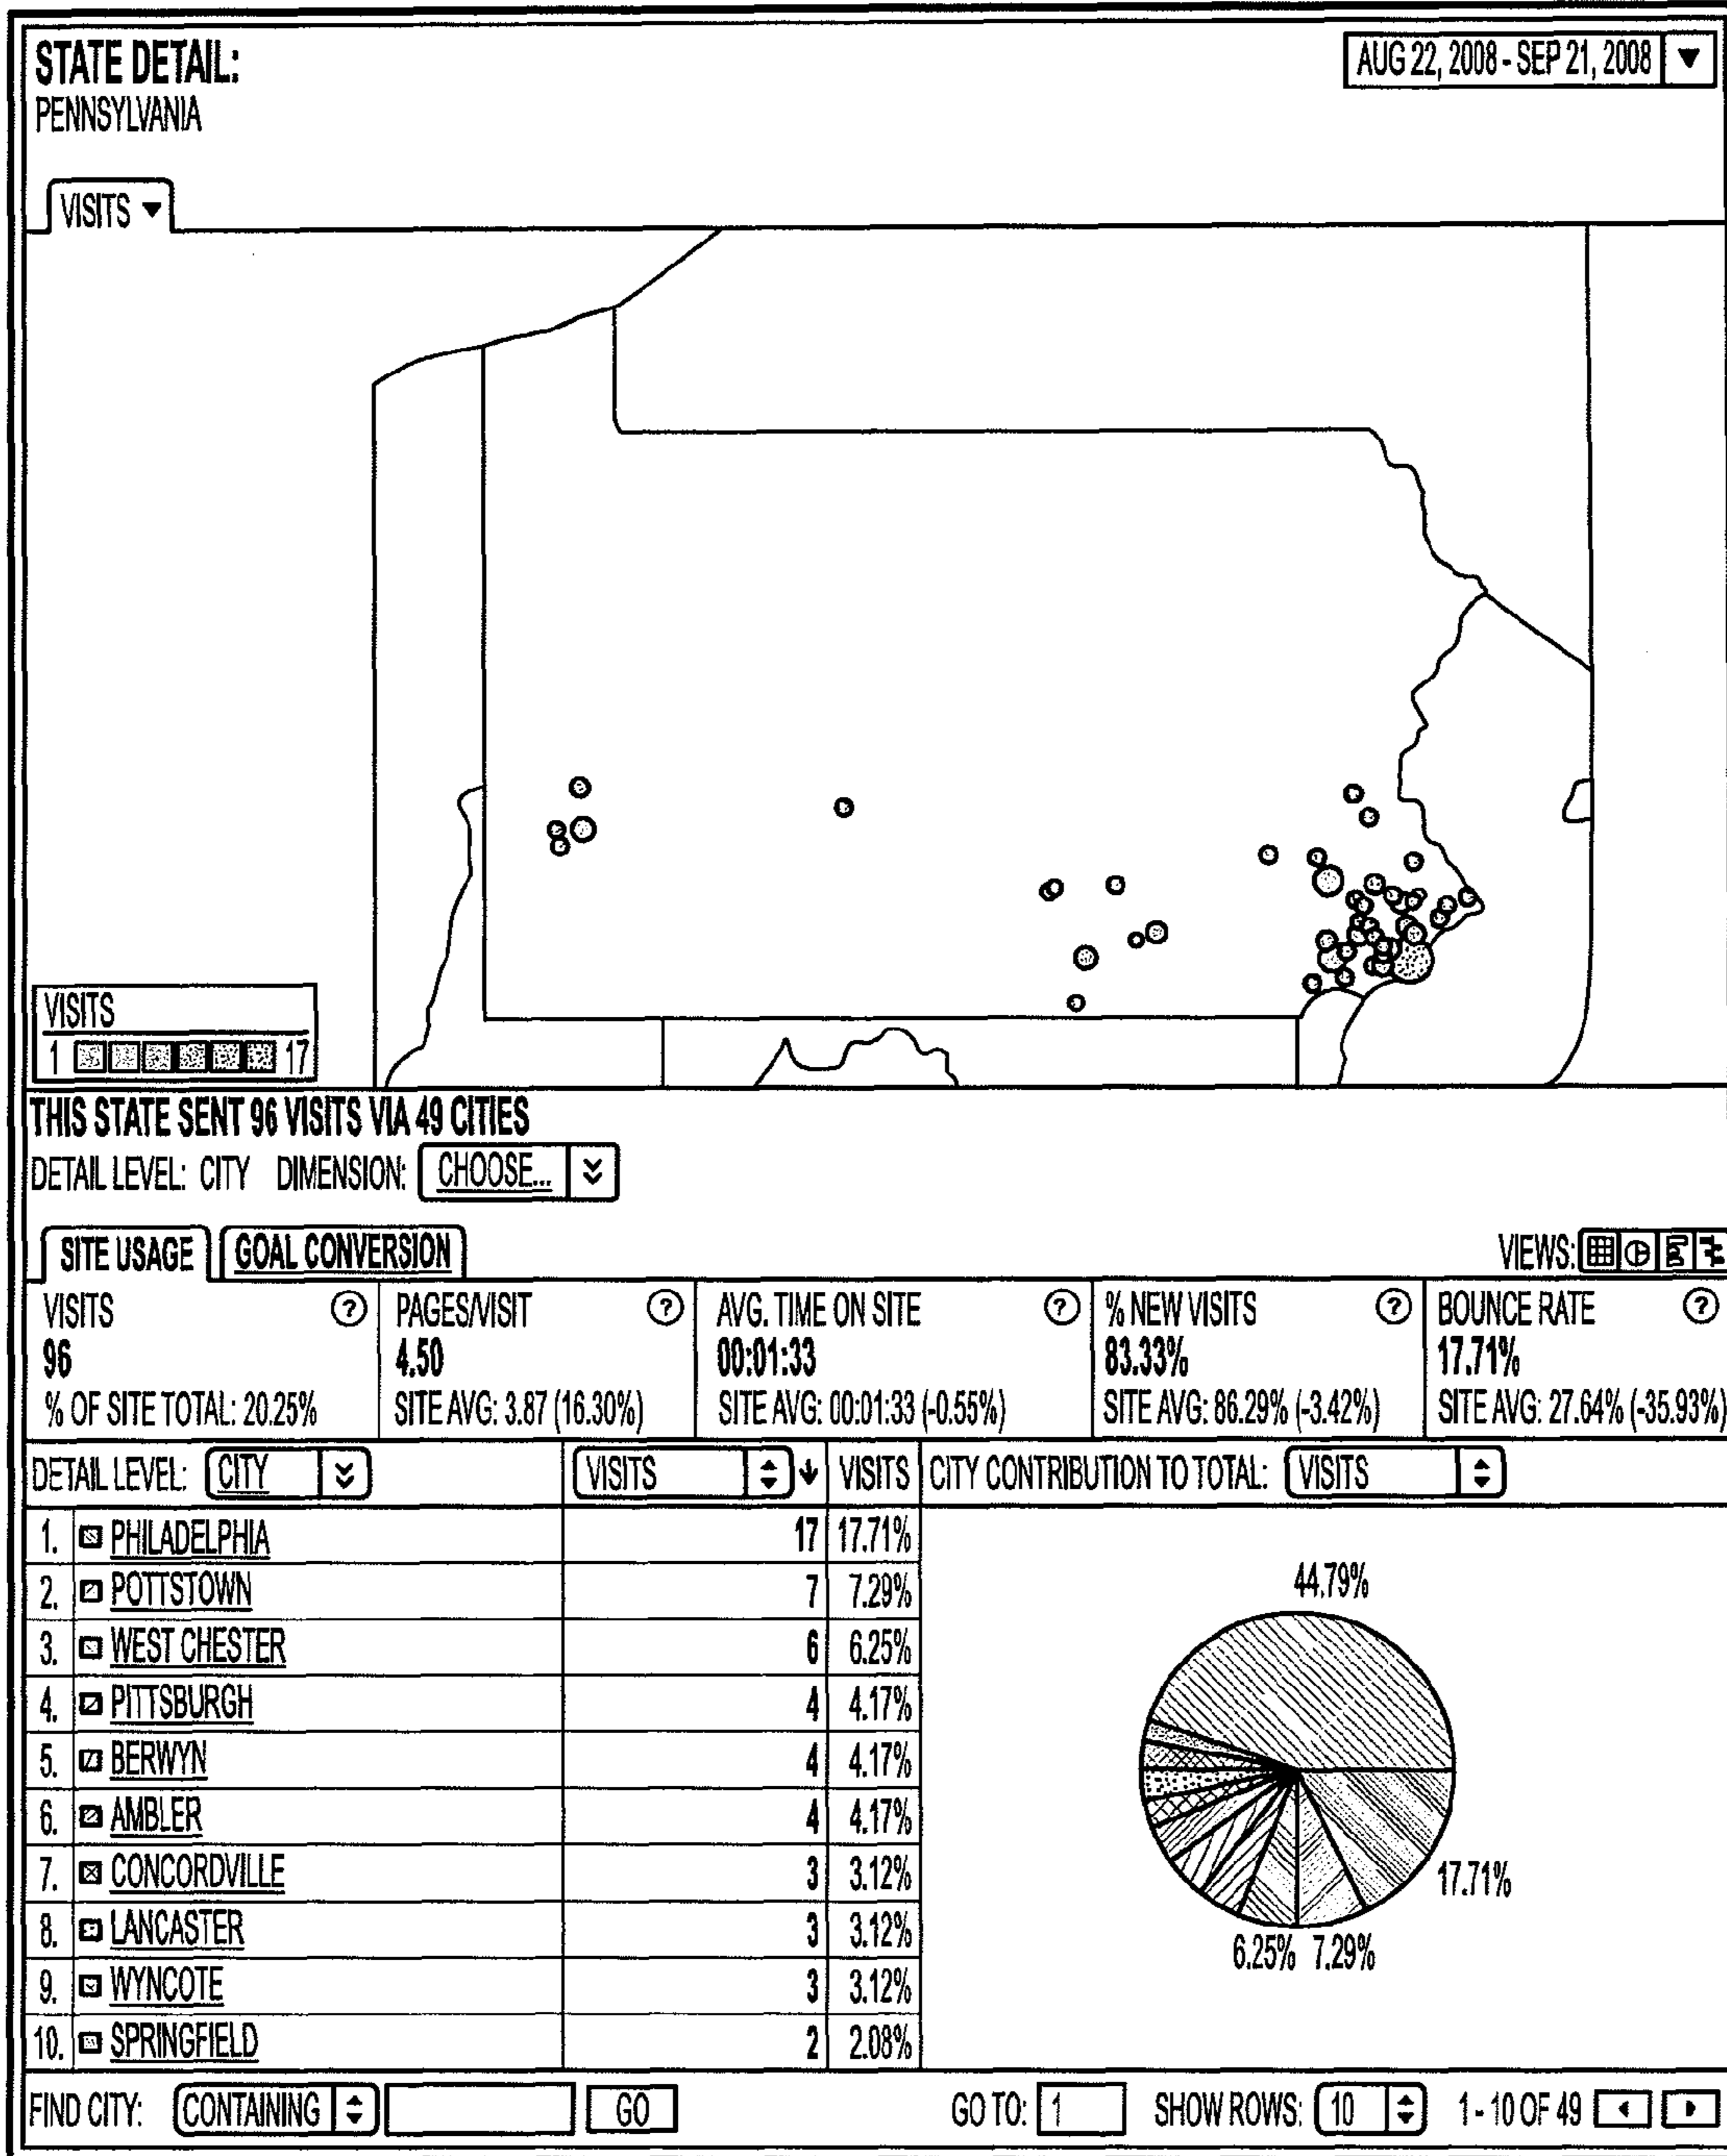 STATE DETAIL:
PENNSYLVANIA
AUG 22, 2008 - SEP 21, 2008
VISITS
VISITS
1 17
THIS STATE SENT 96 VISITS VIA 49 CITIES
DETAIL LEVEL: CITY DIMENSION: CHOOSE...
SITE USAGE GOAL CONVERSION VIEWS:
VISITS ? PAGES/VISIT ? AVG. TIME ON SITE ? % NEW VISITS ? BOUNCE RATE ?
96 4.50 00:01:33 83.33% 17.71%
% OF SITE TOTAL: 20.25% SITE AVG: 3.87 (16.30%) SITE AVG: 00:01:33 (-0.55%) SITE AVG: 86.29% (-3.42%) SITE AVG: 27.64% (-35.93%)
DETAIL LEVEL: CITY VISITS VISITS CITY CONTRIBUTION TO TOTAL: VISITS
1. PHILADELPHIA 17 17.71%
2. POTTSTOWN 7 7.29%
3. WEST CHESTER 6 6.25%
4. PITTSBURGH 4 4.17%
5. BERWYN 4 4.17%
6. AMBLER 4 4.17%
7. CONCORDVILLE 3 3.12%
8. LANCASTER 3 3.12%
9. WYNCOTE 3 3.12%
10. SPRINGFIELD 2 2.08%
44.79%
17.71%
6.25% 7.29%
FIND CITY: CONTAINING GO GO TO: 1 SHOW ROWS: 10 1 - 10 OF 49